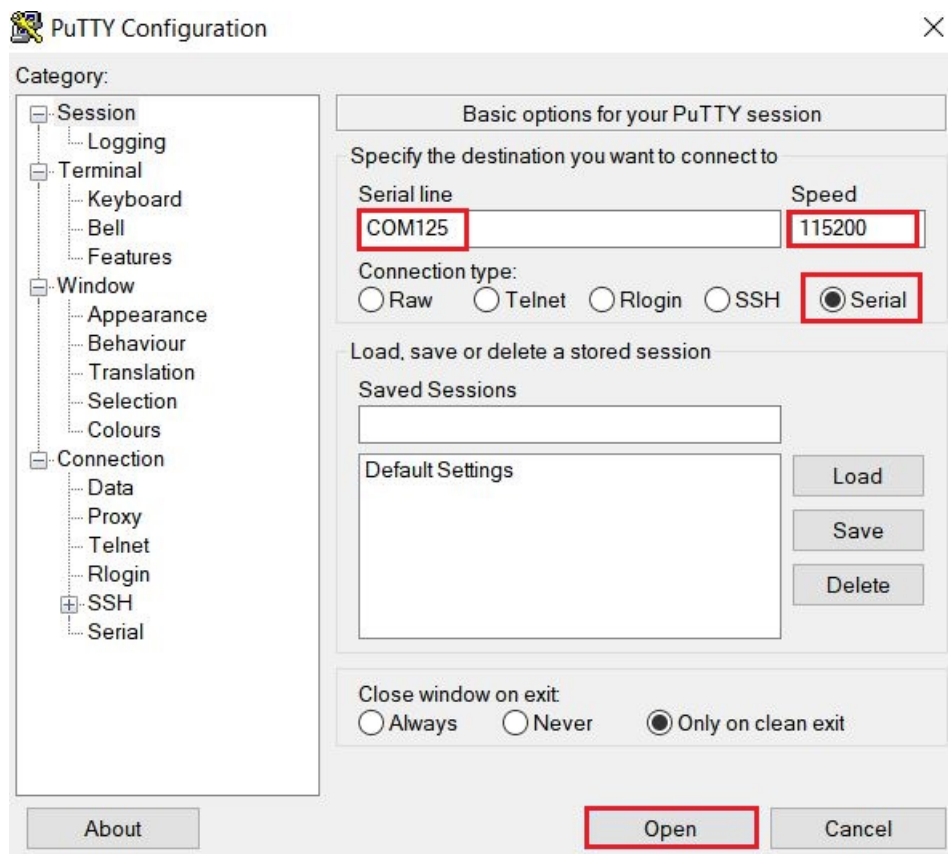 PuTTY Configuration
Category:
Session
Logging
Terminal
Keyboard
Bell
Features
Window
Appearance
Behaviour
Translation
Selection
Colours
Connection
Data
Proxy
Telnet
Rlogin
SSH
Serial
Basic options for your PuTTY session
Specify the destination you want to connect to
Serial line Speed
COM125 115200
Connection type:
Raw Telnet Rlogin SSH Serial
Load, save or delete a stored session
Saved Sessions
Default Settings
Load
Save
Delete
Close window on exit:
Always Never Only on clean exit
About Open Cancel